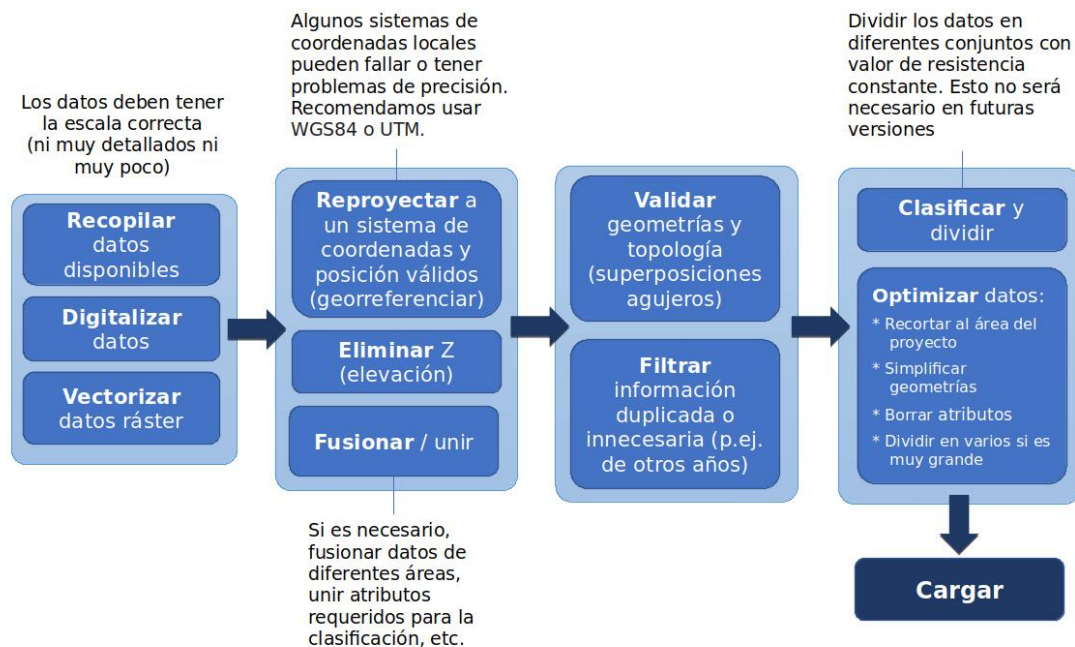 Los datos deben tener
la escala correcta
(ni muy detallados ni
muy poco)
Recopilar
datos
disponibles
Digitalizar
datos
Vectorizar
datos ráster
Algunos sistemas de
coordenadas locales
pueden fallar o tener
problemas de precisión.
Recomendamos usar
WGS84 o UTM.
Reproyectar a
un sistema de
coordenadas y
posición válidos
(georreferenciar)
Eliminar Z
(elevación)
Fusionar / unir
Si es necesario,
fusionar datos de
diferentes áreas,
unir atributos
requeridos para la
clasificación, etc.
Validar
geometrías y
topología
(superposiciones
agujeros)
Filtrar
información
duplicada o
innecesaria (p.ej.
de otros años)
Dividir los datos en
diferentes conjuntos con
valor de resistencia
constante. Esto no será
necesario en futuras
versiones
Clasificar y
dividir
Optimizar datos:
* Recortar al área del
proyecto
* Simplificar
geometrías
* Borrar atributos
* Dividir en varios si es
muy grande
Cargar